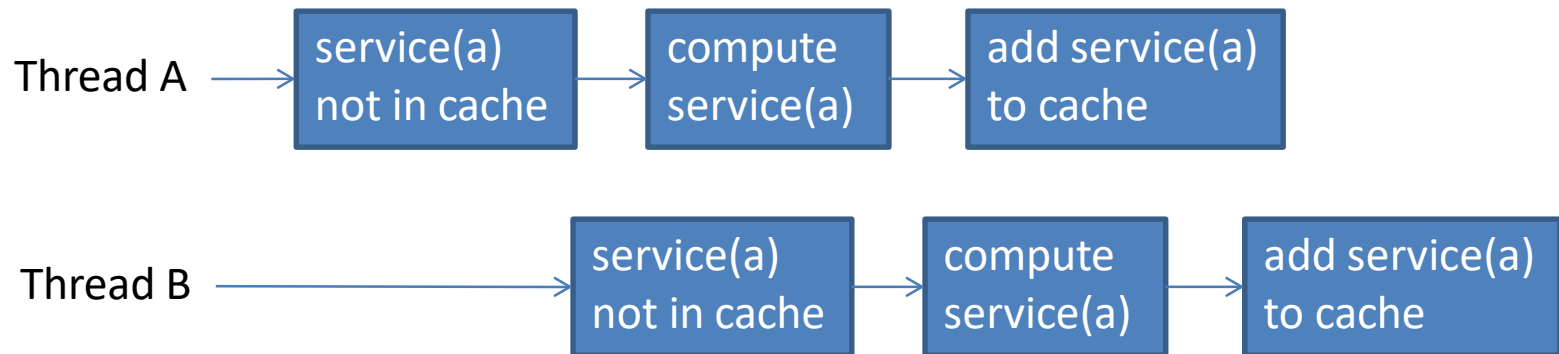 Thread A
service(a)
not in cache
compute
service(a)
add service(a)
to cache
Thread B
service(a)
not in cache
compute
service(a)
add service(a)
to cache